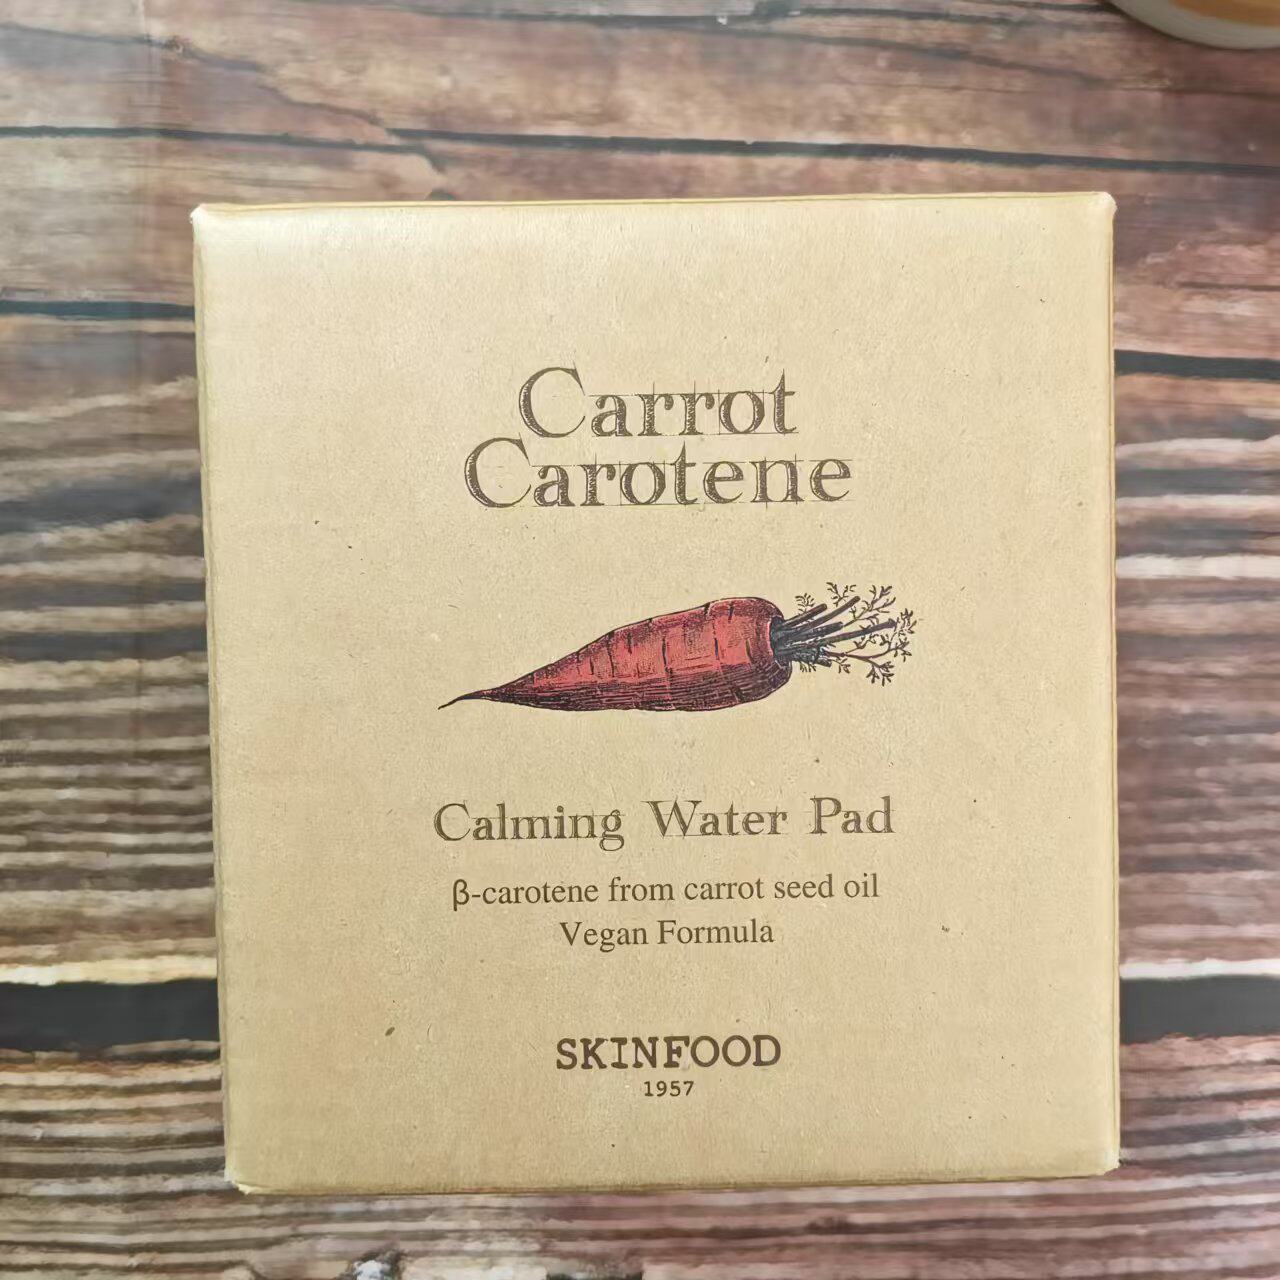 Carrot
Carotene
Calming Water Pad
β-carotene from carrot seed oil
Vegan Formula
SKINFOOD
1957